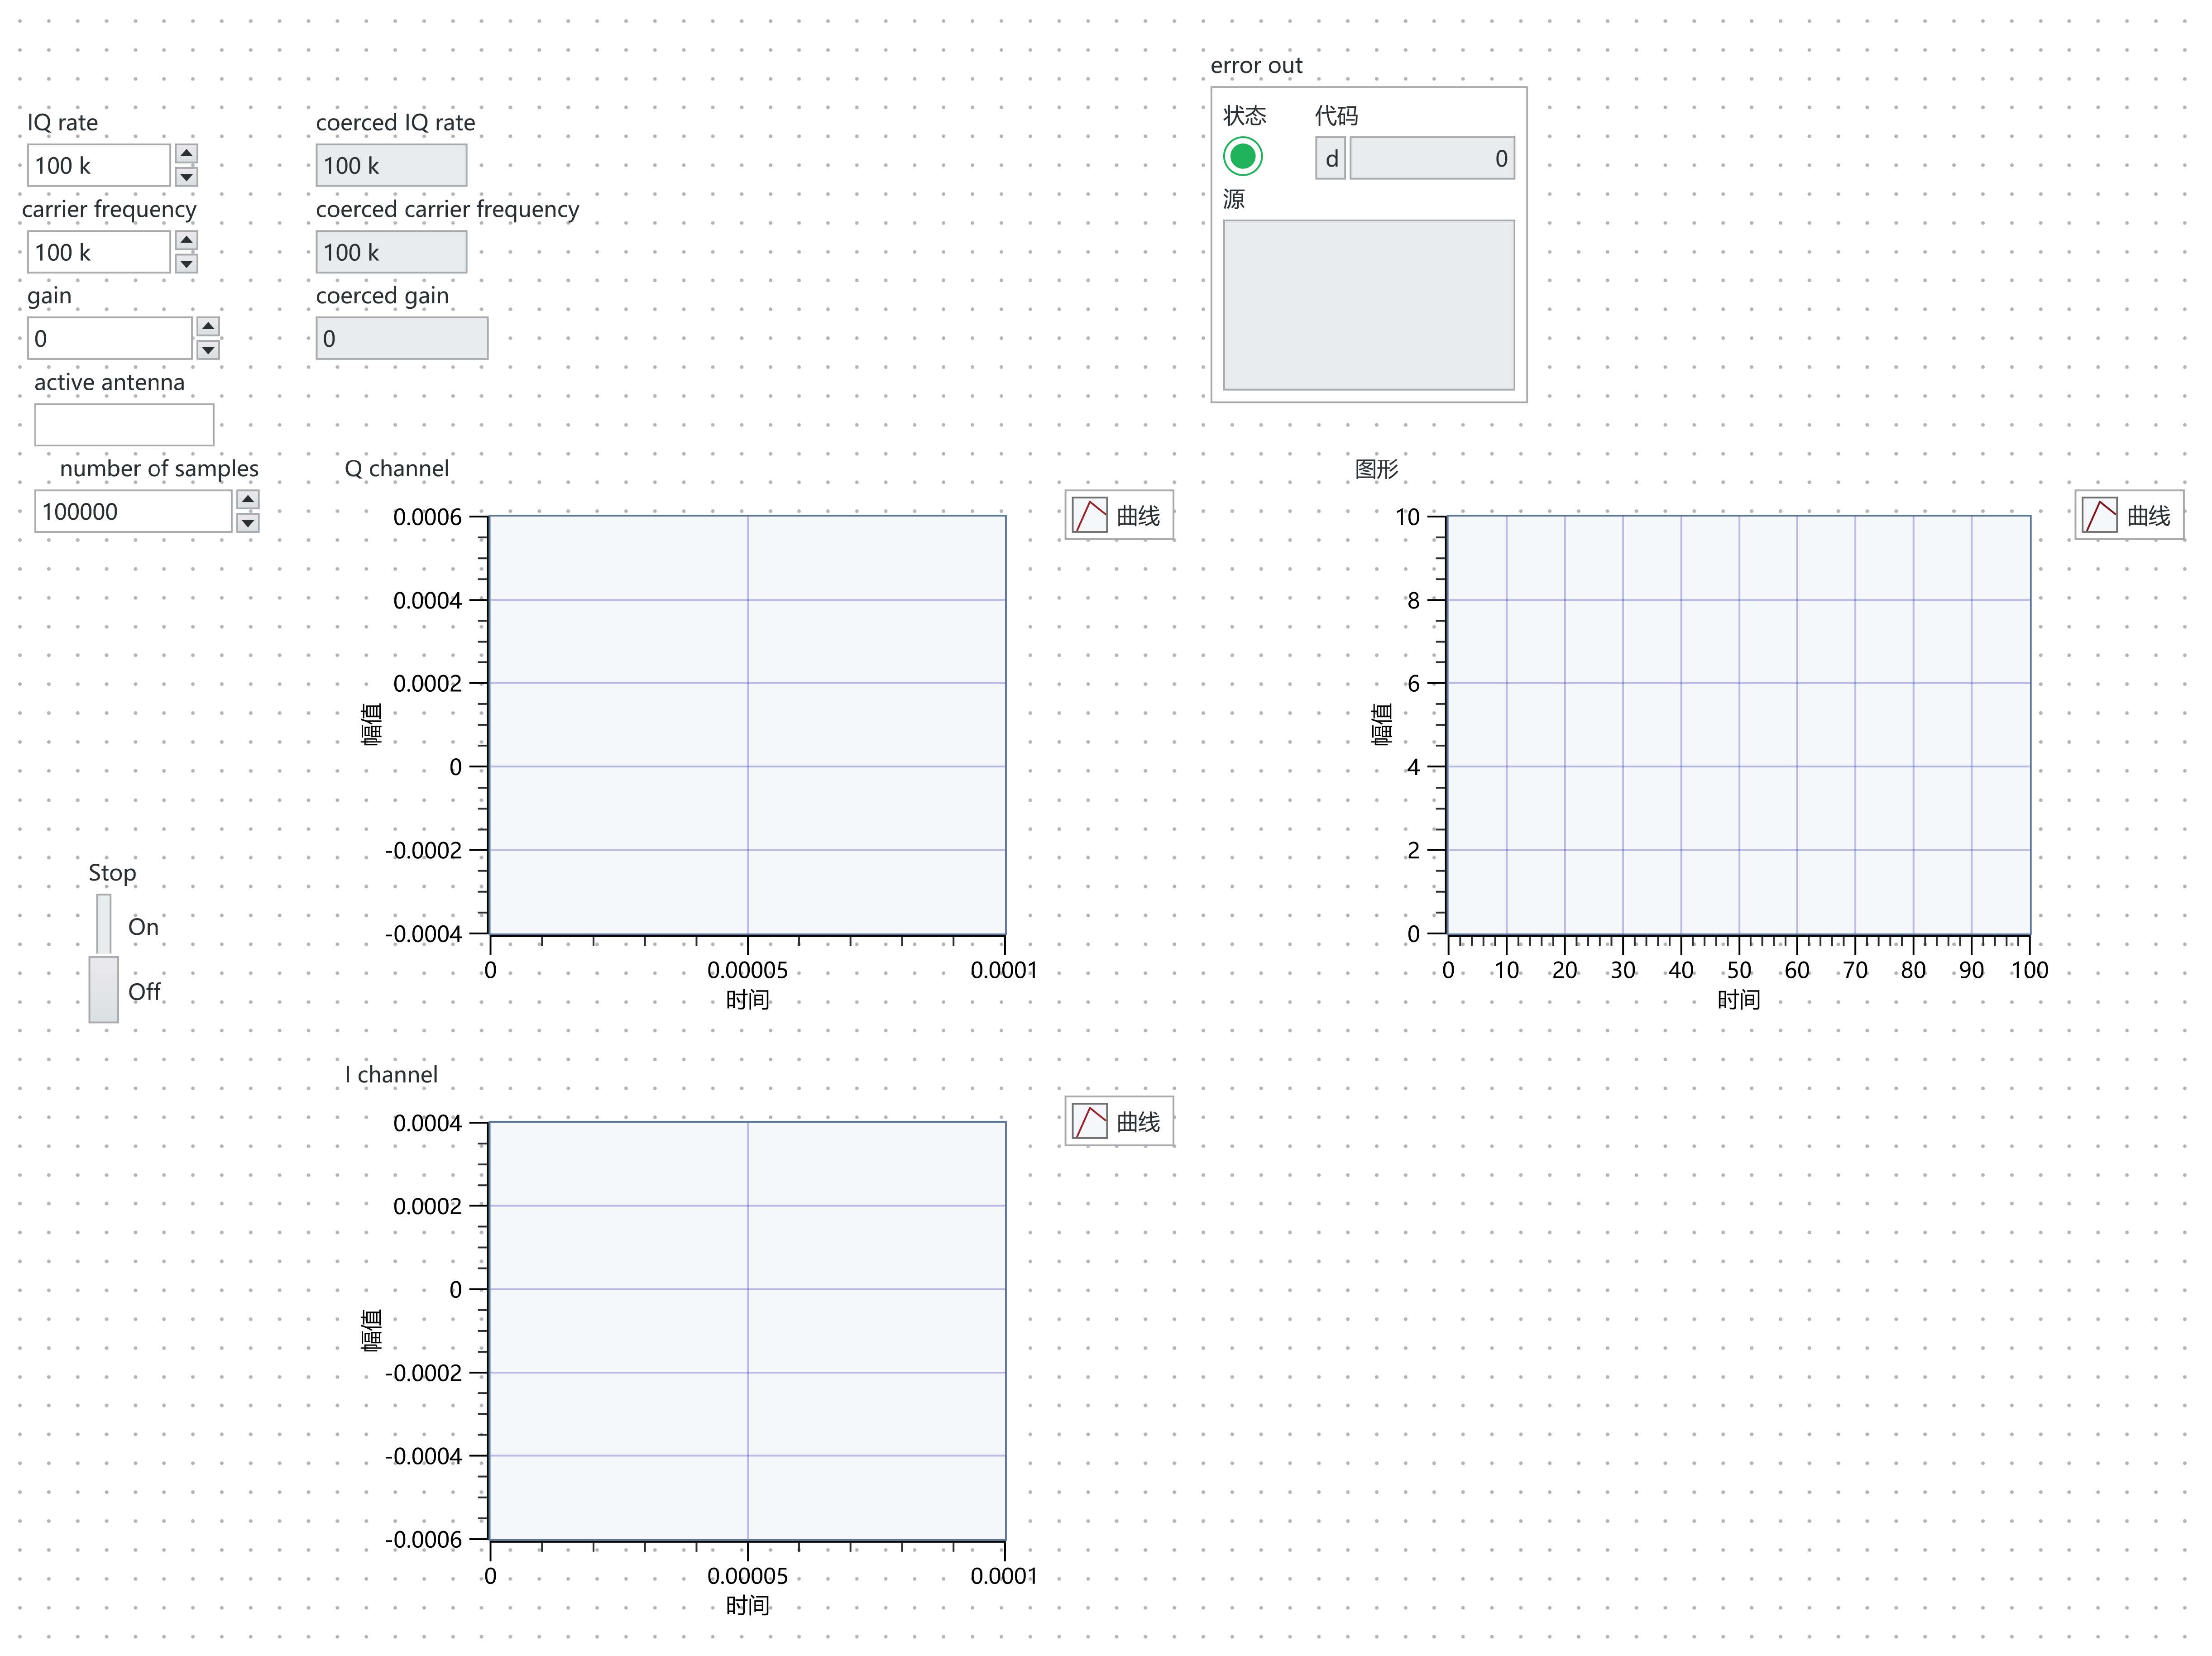 error out
状态 代码
d 0
源
IQ rate
100 k
coerced IQ rate
100 k
carrier frequency
100 k
coerced carrier frequency
100 k
gain
0
coerced gain
0
active antenna
number of samples
100000
Stop
On
Off
Q channel
曲线
0.0006
0.0004
0.0002
0
-0.0002
-0.0004
幅值
0 0.00005 0.0001
时间
图形
曲线
10
8
6
4
2
0
幅值
0 10 20 30 40 50 60 70 80 90 100
时间
I channel
曲线
0.0004
0.0002
0
-0.0002
-0.0004
-0.0006
幅值
0 0.00005 0.0001
时间